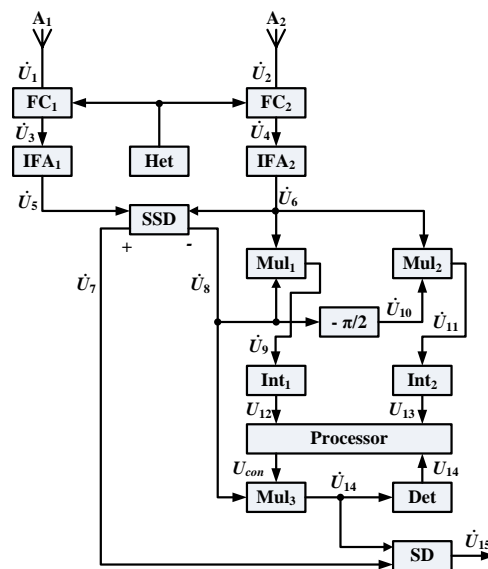 A₁ A₂
U̇₁ U̇₂
FC₁ FC₂
U̇₃ U̇₄
IFA₁ Het IFA₂
U̇₅ U̇₆
SSD
+ -
U̇₇ U̇₈ Mul₁ Mul₂
U̇₁₀
- π/2 U̇₁₁
U̇₉
Int₁ Int₂
U₁₂ U₁₃
Processor
Ucon U̇₁₄ U₁₄
Mul₃ Det
U̇₁₅
SD